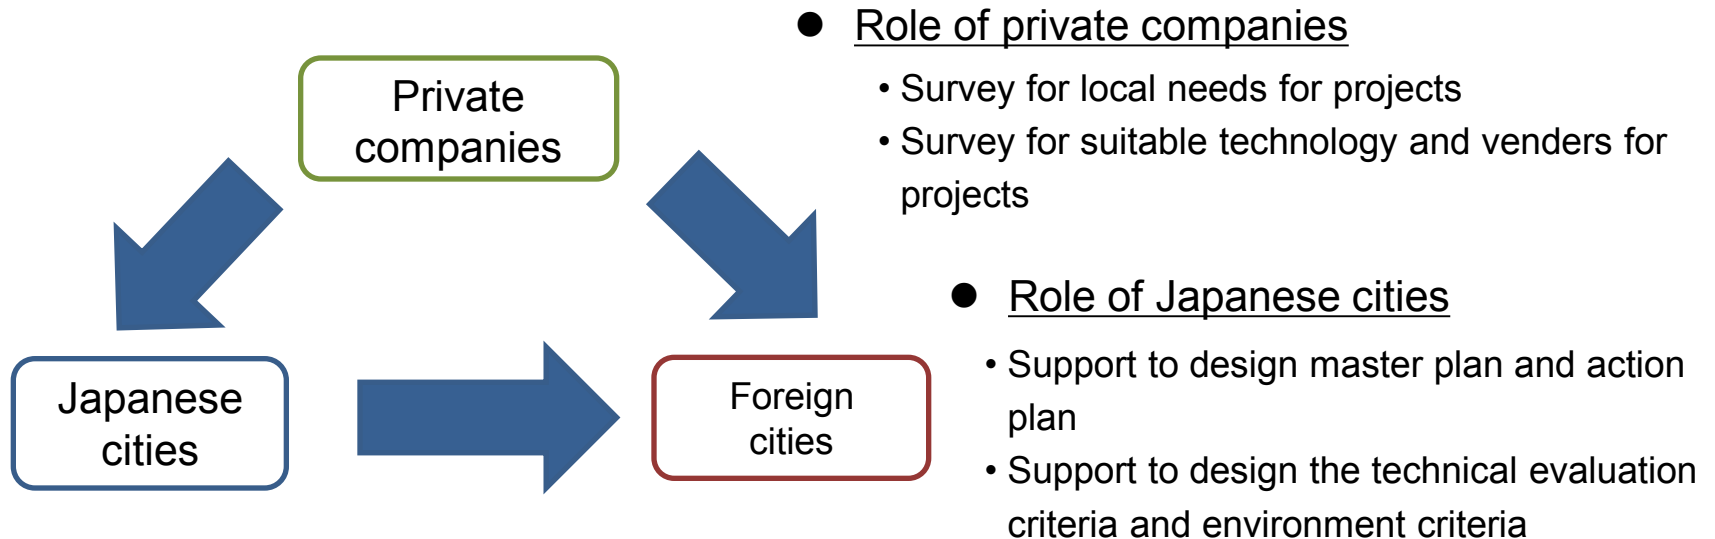 Private
companies
Japanese
cities
Foreign
cities
● Role of private companies
• Survey for local needs for projects
• Survey for suitable technology and venders for
projects
● Role of Japanese cities
• Support to design master plan and action
plan
• Support to design the technical evaluation
criteria and environment criteria